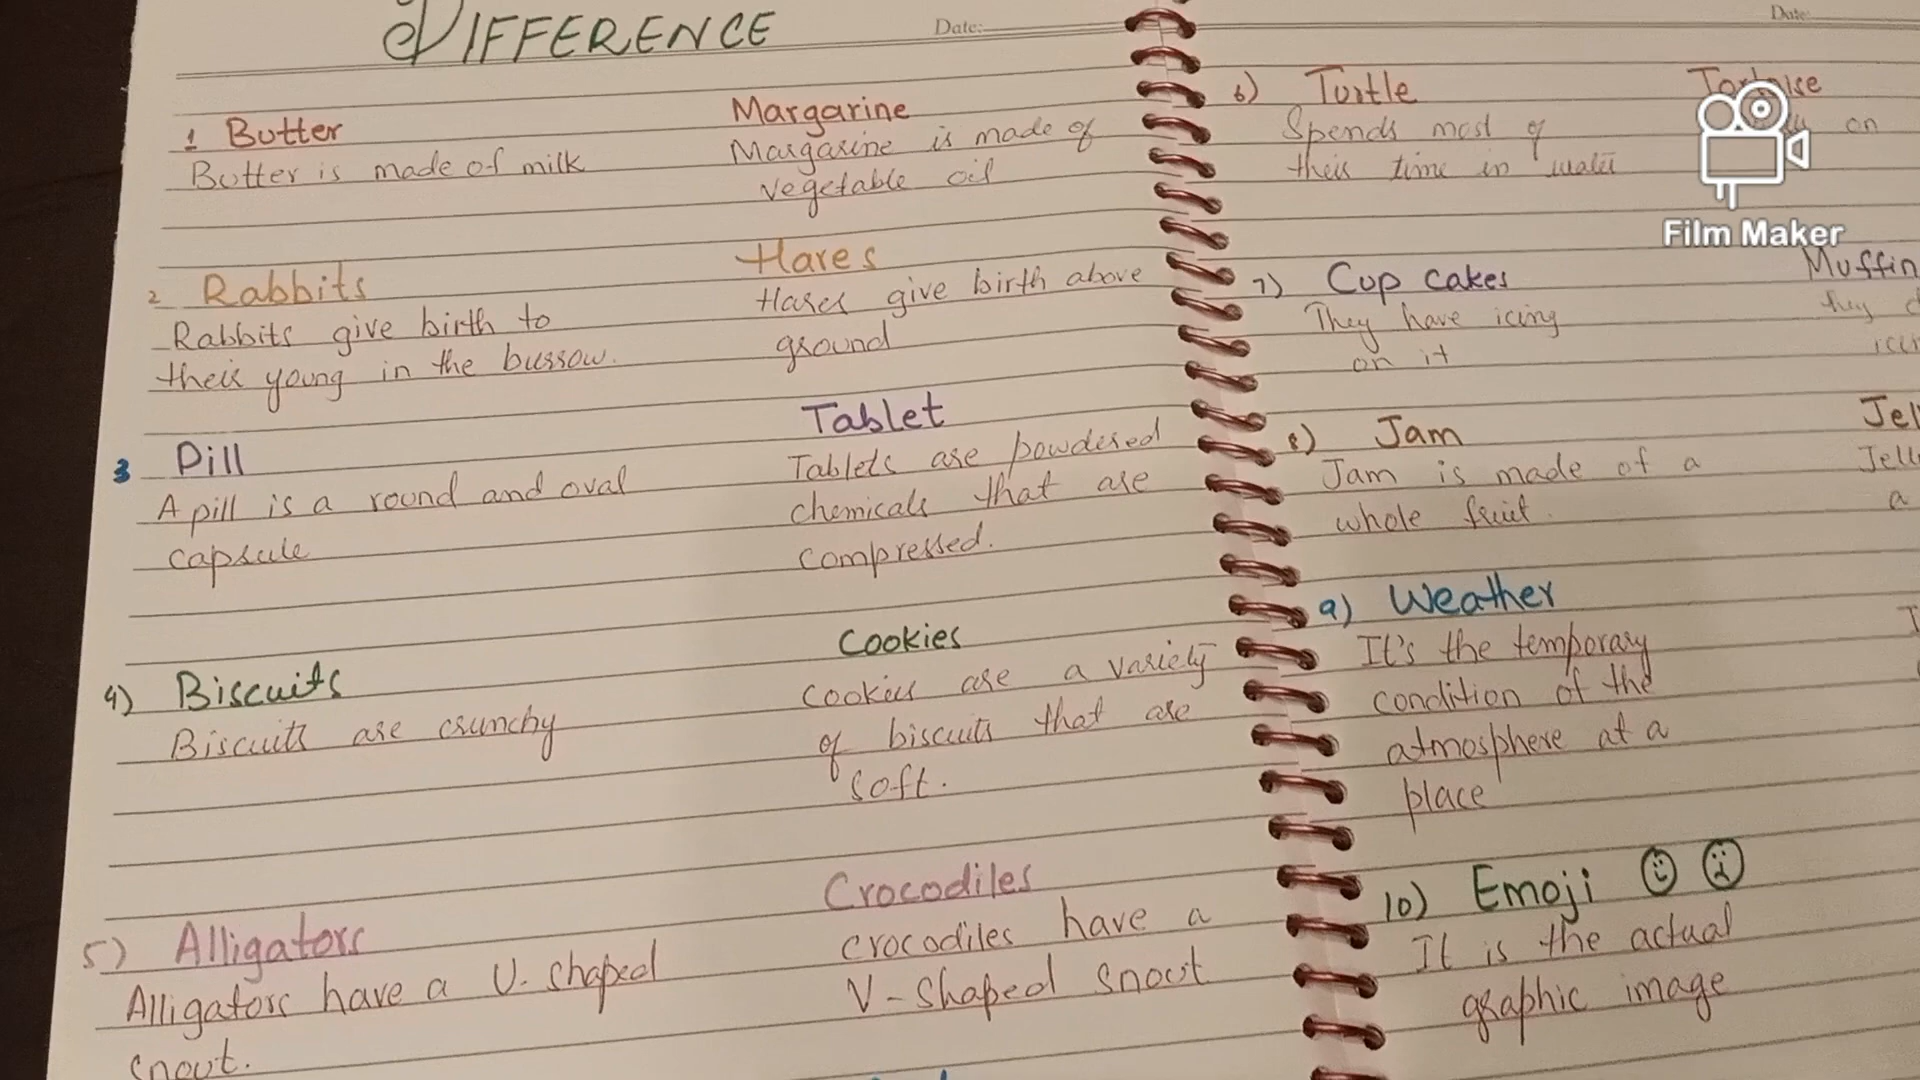 DIFFERENCE
Date:
1 Butter
Butter is made of milk
Margarine
Margarine is made of
vegetable oil
2 Rabbits
Rabbits give birth to
their young in the burrow.
Hares
Hares give birth above
ground
3 Pill
A pill is a round and oval
capsule
Tablet
Tablets are powdered
chemicals that are
compressed.
4) Biscuits
Biscuits are crunchy
Cookies
Cookies are a variety
of biscuits that are
soft.
5) Alligators
Alligators have a U-shaped
snout.
Crocodiles
crocodiles have a
V-shaped snout
Date:
6) Turtle
Spends most of
their time in water
Tortoise
on
7) Cup cakes
They have icing
on it
Muffin
they
8) Jam
Jam is made of a
whole fruit.
Jel
Jell
a
9) Weather
It's the temporary
condition of the
atmosphere at a
place
10) Emoji
It is the actual
graphic image
Film Maker